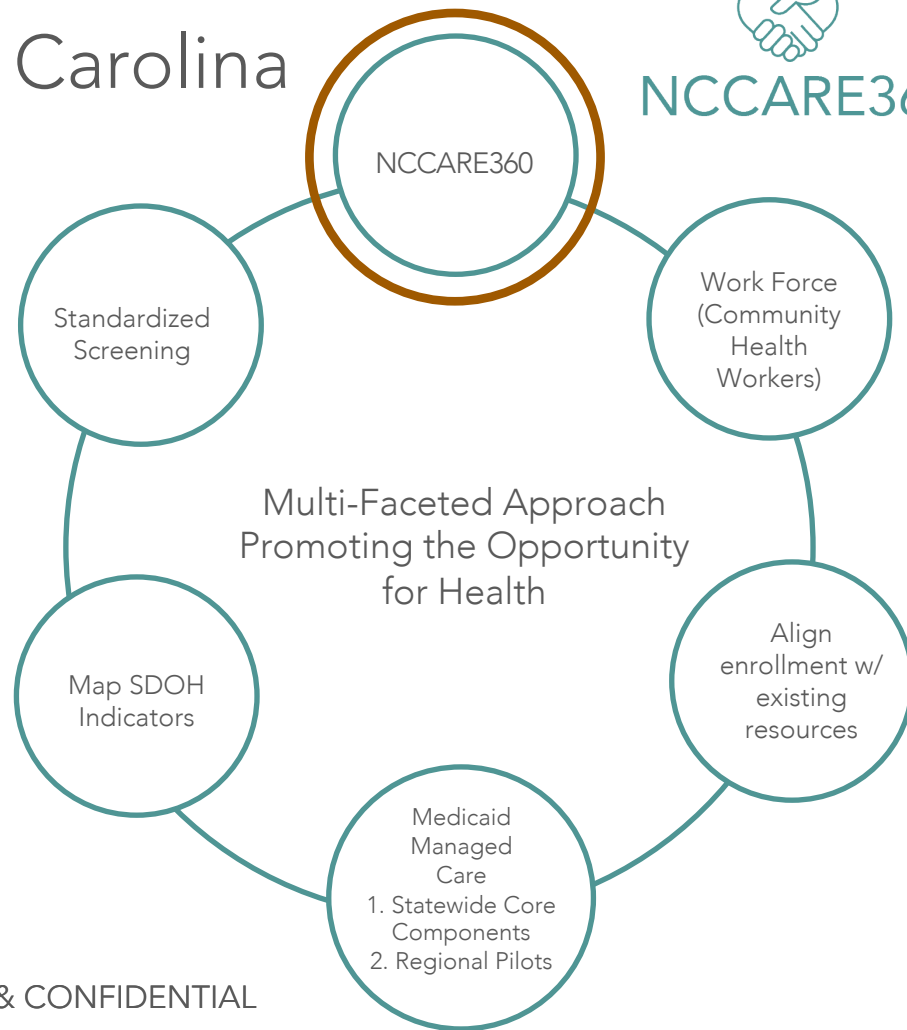 Carolina
NCCARE36
NCCARE360
Work Force
(Community
Health
Workers)
Standardized
Screening
Multi-Faceted Approach
Promoting the Opportunity
for Health
Align
enrollment w/
existing
resources
Map SDOH
Indicators
Medicaid
Managed
Care
1. Statewide Core
Components
2. Regional Pilots
& CONFIDENTIAL